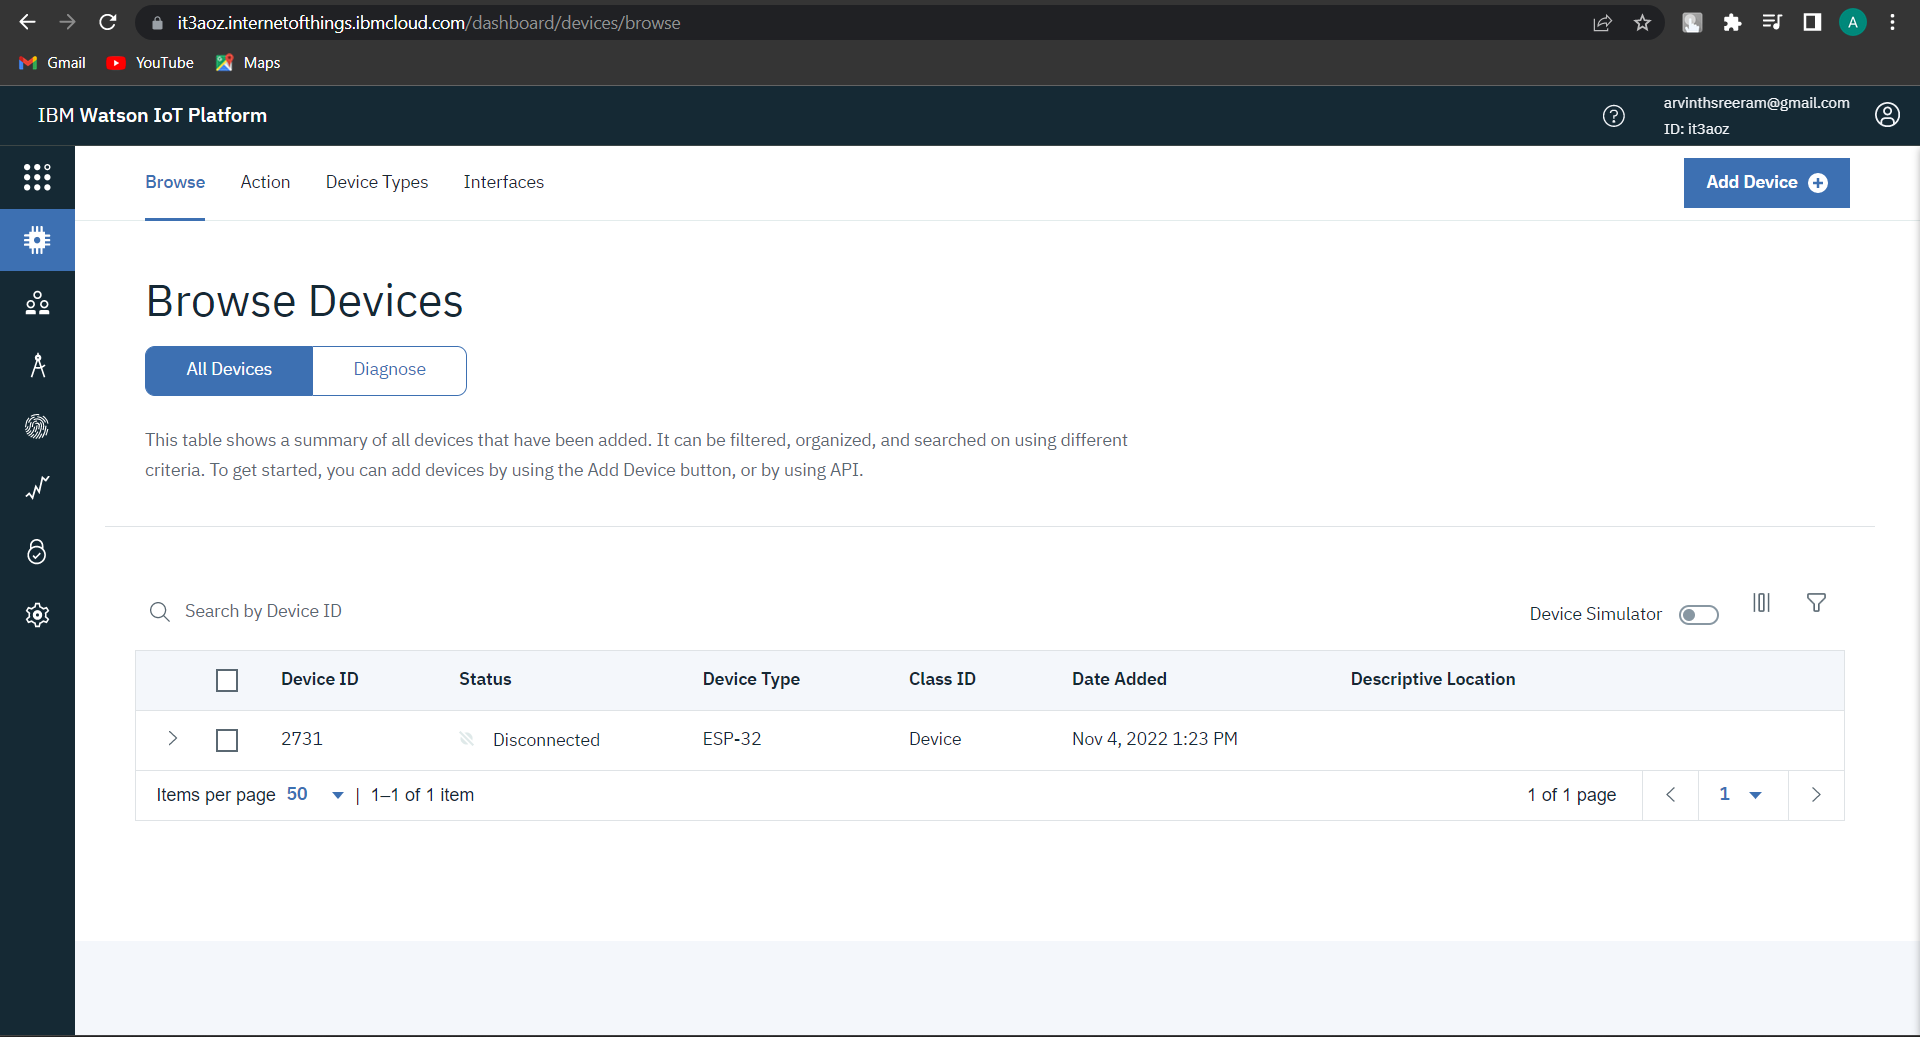 it3aoz.internetofthings.ibmcloud.com/dashboard/devices/browse
A
Gmail YouTube Maps
IBM Watson IoT Platform
arvinthsreeram@gmail.com
ID: it3aoz
Browse Action Device Types Interfaces
Add Device
Browse Devices
All Devices Diagnose
This table shows a summary of all devices that have been added. It can be filtered, organized, and searched on using different
criteria. To get started, you can add devices by using the Add Device button, or by using API.
Search by Device ID
Device Simulator
Device ID Status Device Type Class ID Date Added Descriptive Location
2731 Disconnected ESP-32 Device Nov 4, 2022 1:23 PM
Items per page 50 | 1–1 of 1 item 1 of 1 page 1